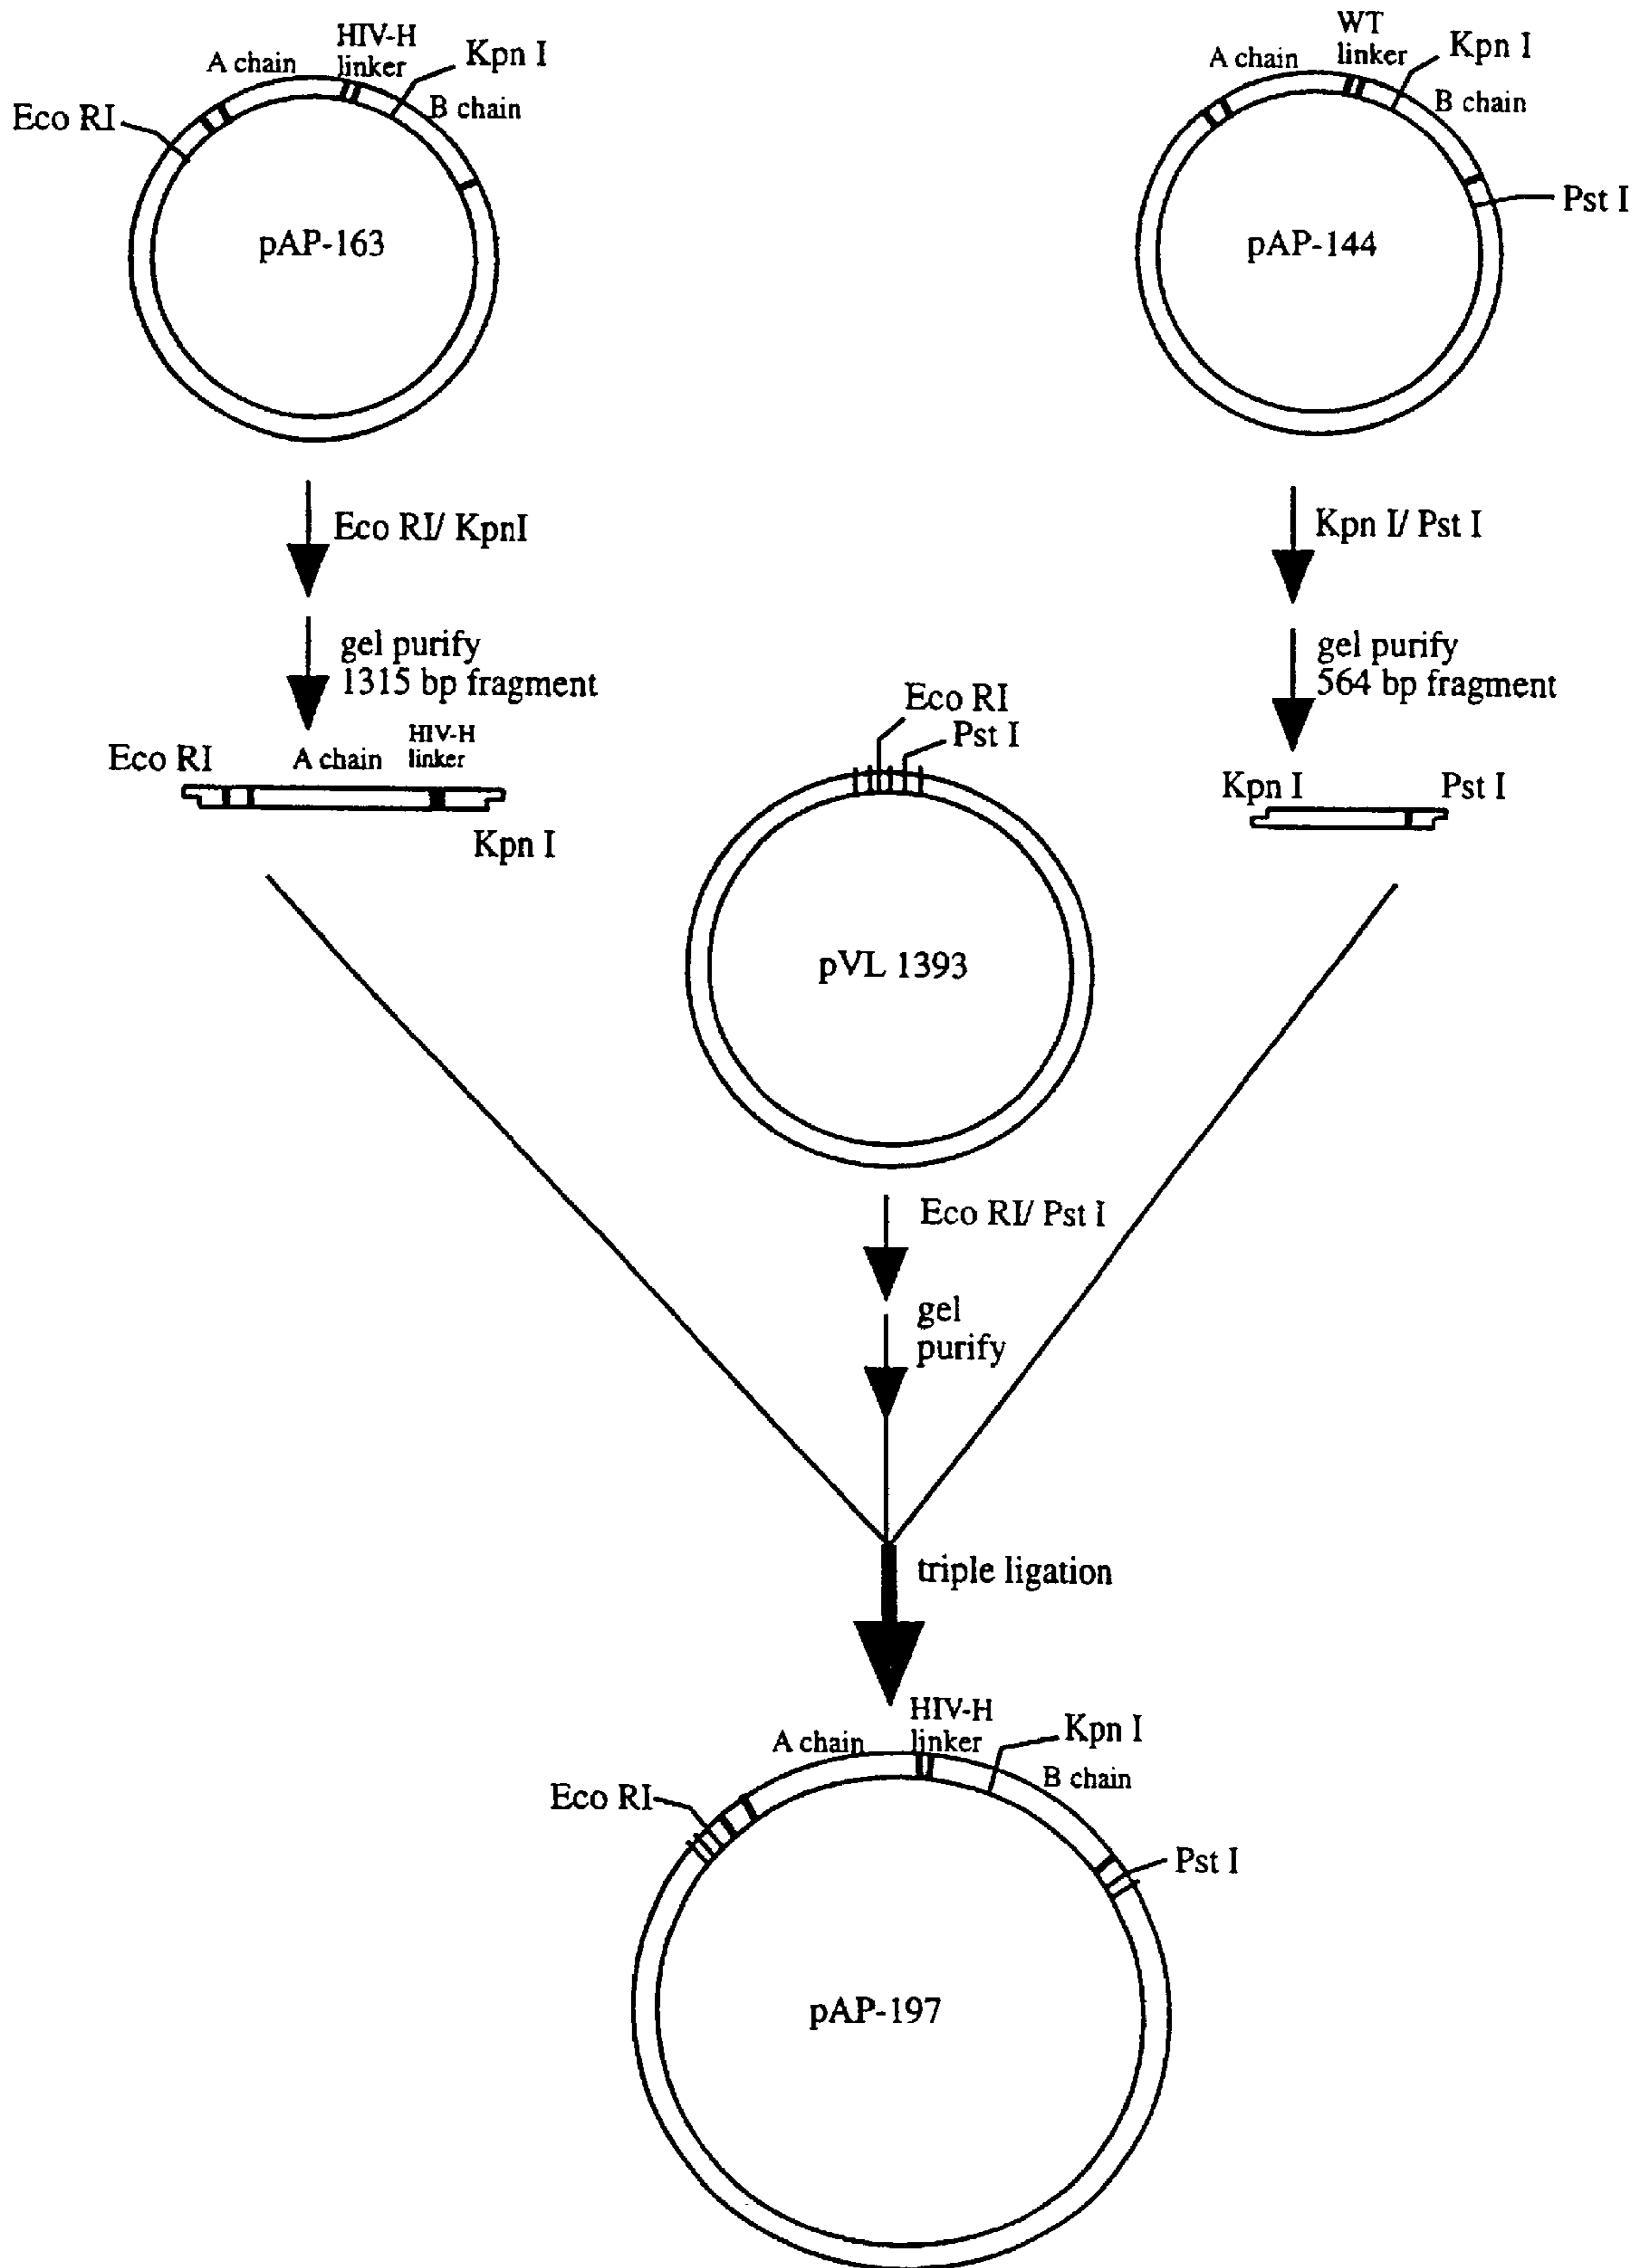 HIV-H
linker
A chain
Kpn I
B chain
Eco RI
pAP-163
WT
linker
A chain
Kpn I
B chain
Pst I
pAP-144
Eco RI/ KpnI
gel purify
1315 bp fragment
Kpn I/ Pst I
gel purify
564 bp fragment
Eco RI
A chain
HIV-H
linker
Kpn I
Kpn I
Pst I
Eco RI
Pst I
pVL 1393
Eco RI/ Pst I
gel
purify
triple ligation
HIV-H
linker
A chain
Kpn I
B chain
Eco RI
Pst I
pAP-197